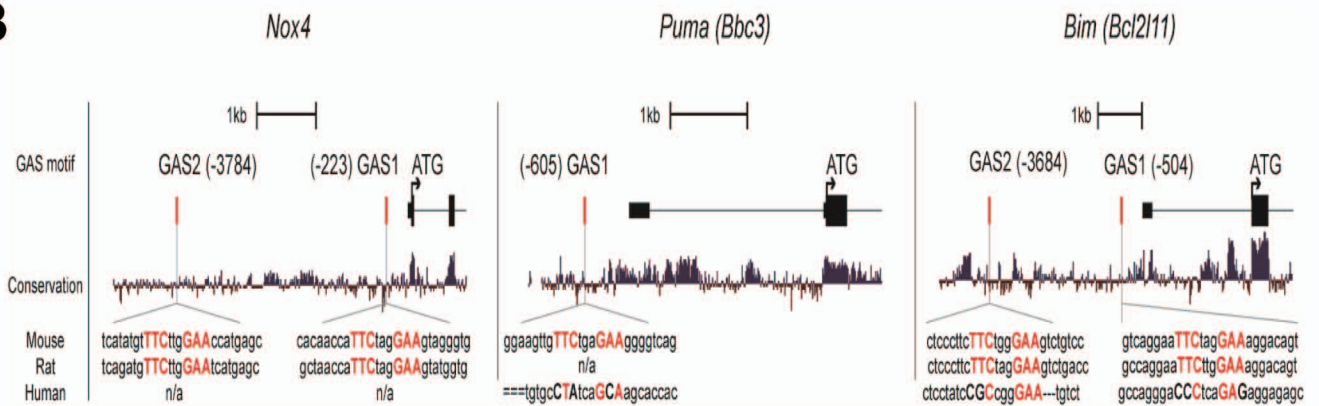 B
Nox4 Puma (Bbc3) Bim (Bcl2l11)
1kb 1kb 1kb
GAS motif GAS2 (-3784) (-223) GAS1 ATG (-605) GAS1 ATG GAS2 (-3684) GAS1 (-504) ATG
Conservation
Mouse tcatatgtTTCttgGAAccatgagc cacaaccaTTCtagGAAgtagggtg ggaagttgTTCtgaGAAggggtcag ctcccttcTTCtggGAAgtctgtcc gtcaggaaTTCtagGAAaggacagt
Rat tcagatgTTCttgGAAtcatgagc gctaaccaTTCtagGAAgtatggtg n/a ctcccttcTTCtagGAAgtctgacc gccaggaaTTCttgGAAaggacagt
Human n/a n/a ===tgtgcCTAtcaGCAagcaccac ctcctatcCGCcggGAA---tgtct gccagggaCCCtcaGAGaggagagc